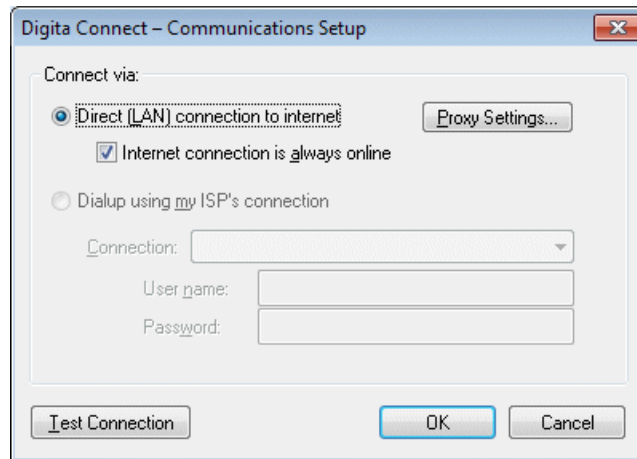 Digita Connect – Communications Setup
Connect via:
Direct (LAN) connection to internet
Proxy Settings...
Internet connection is always online
Dialup using my ISP's connection
Connection:
User name:
Password:
Test Connection
OK
Cancel